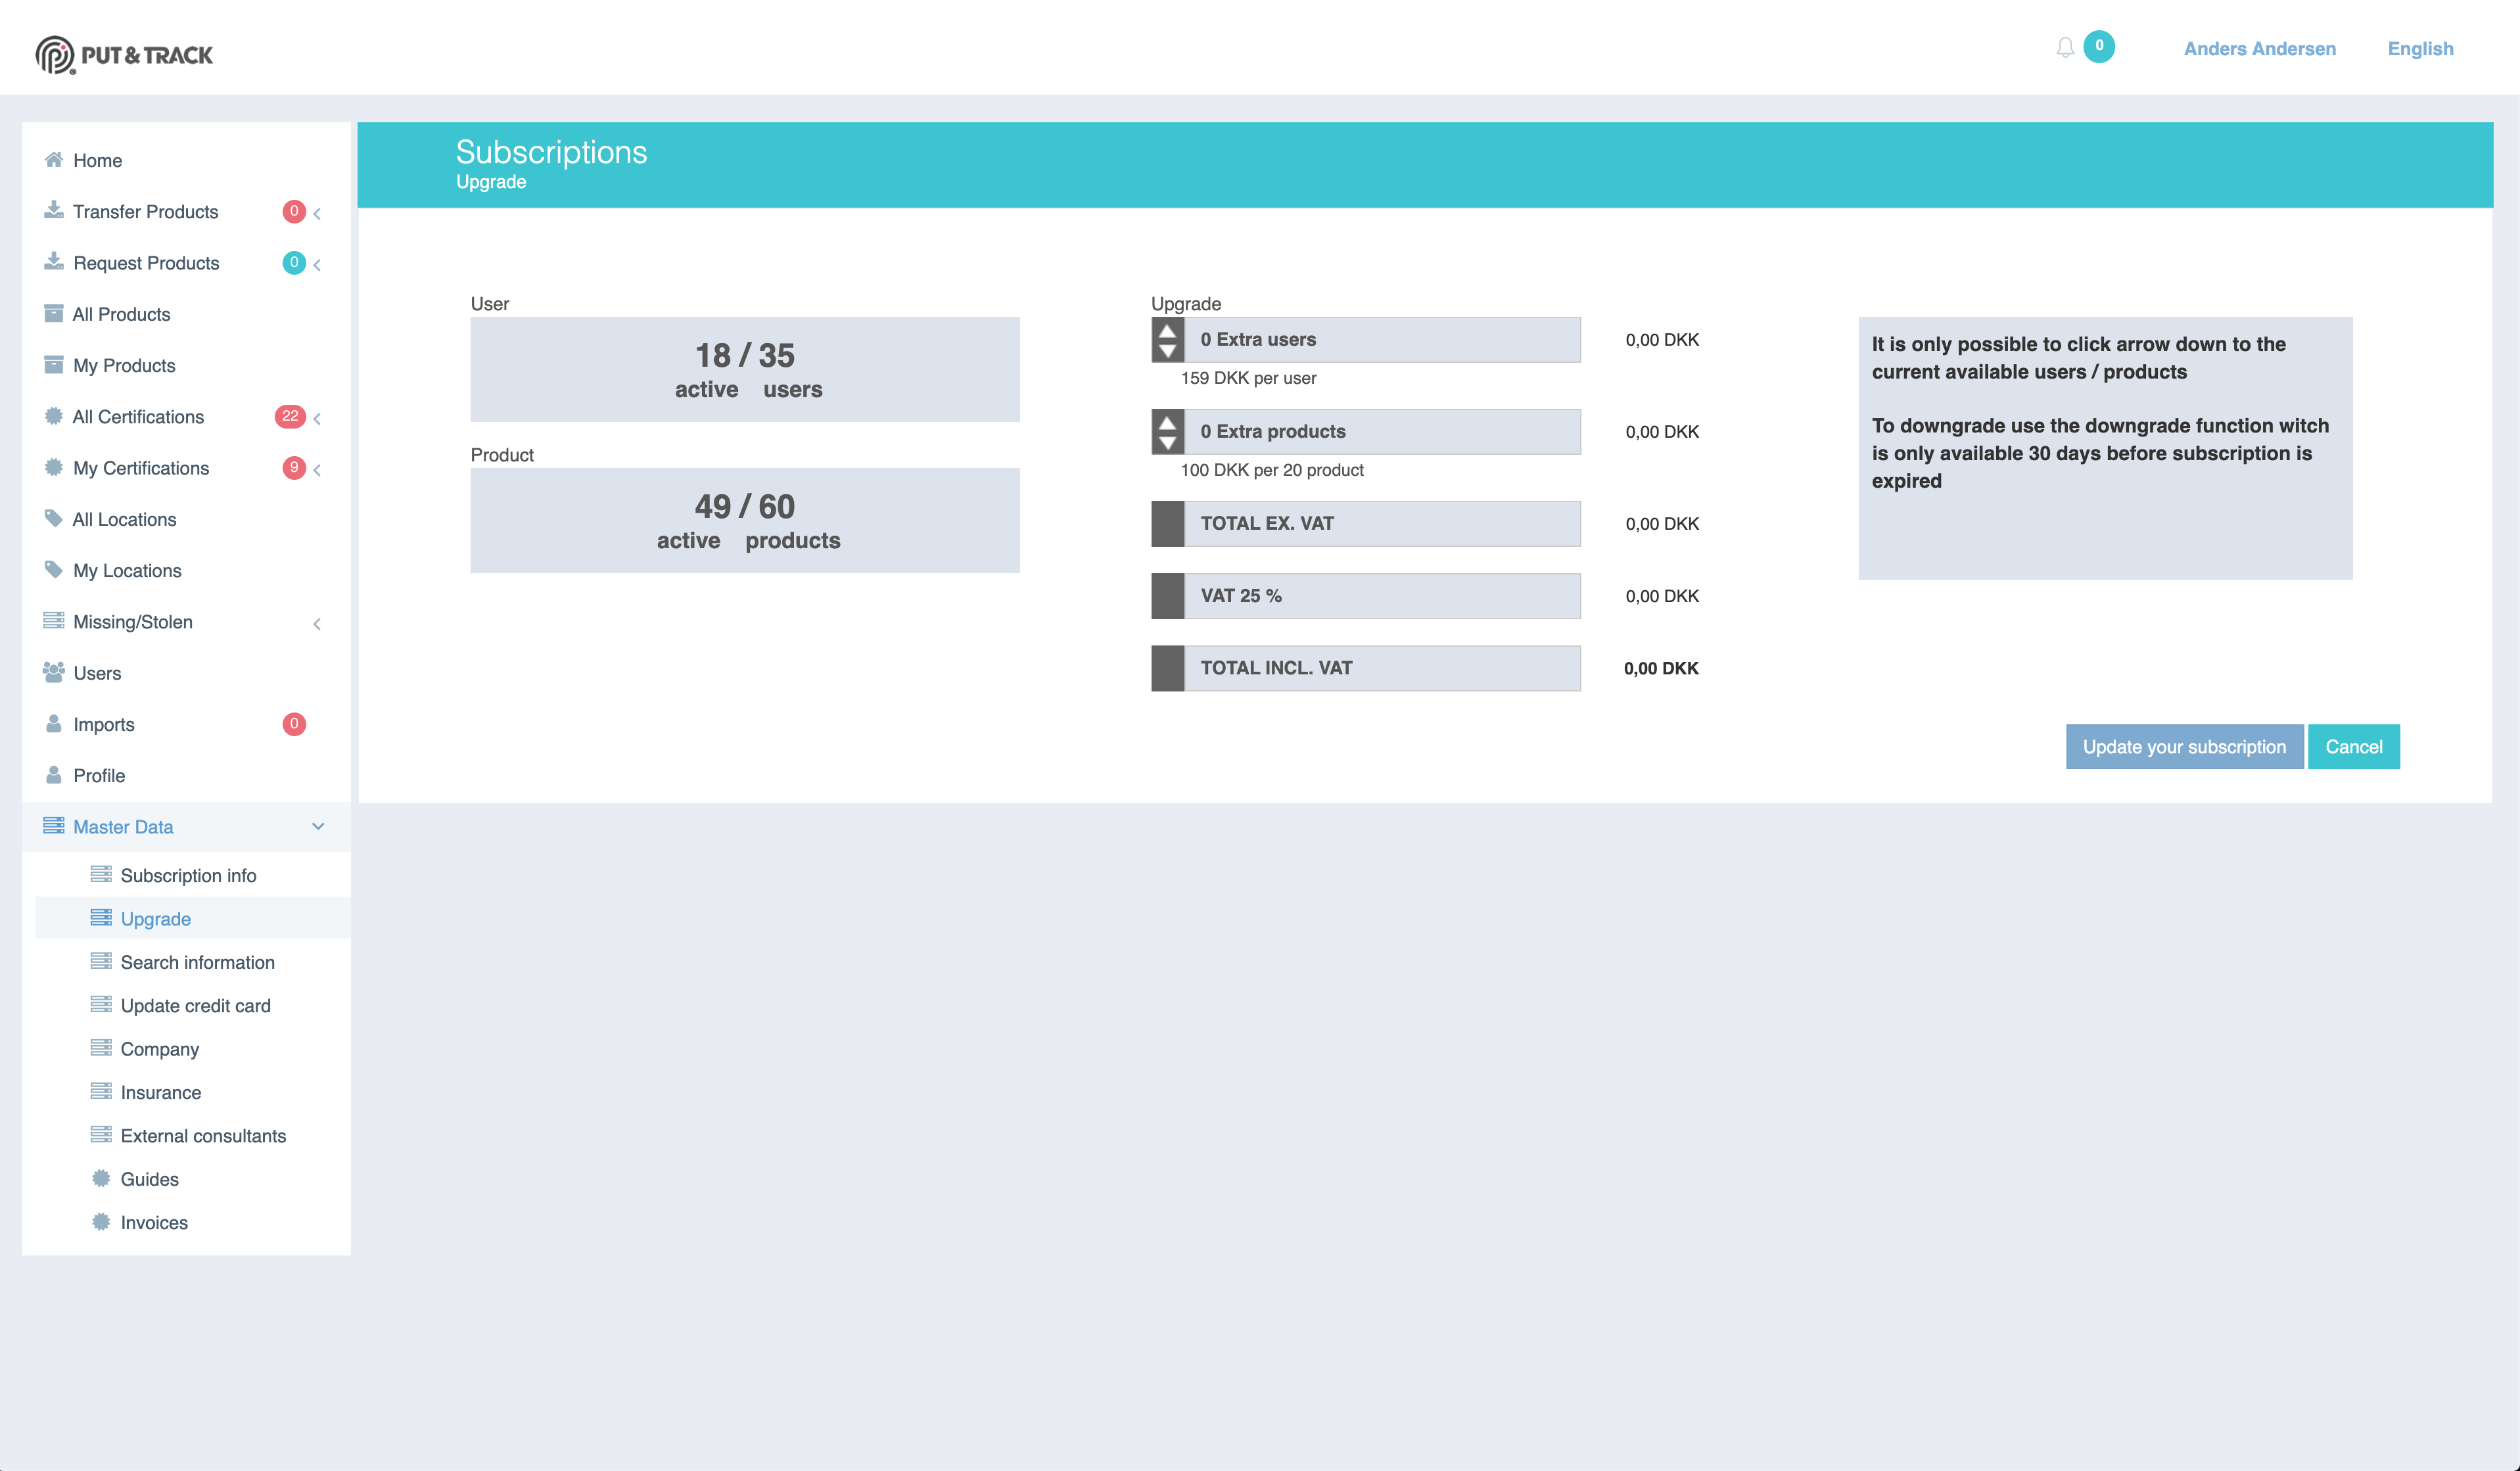 PUT & TRACK
0
Anders Andersen
English
Home
Transfer Products 0
Request Products 0
All Products
My Products
All Certifications 22
My Certifications 9
All Locations
My Locations
Missing/Stolen
Users
Imports 0
Profile
Master Data
Subscription info
Upgrade
Search information
Update credit card
Company
Insurance
External consultants
Guides
Invoices
Subscriptions
Upgrade
User
18 / 35
active users
Product
49 / 60
active products
Upgrade
0 Extra users 0,00 DKK
159 DKK per user
0 Extra products 0,00 DKK
100 DKK per 20 product
TOTAL EX. VAT 0,00 DKK
VAT 25 % 0,00 DKK
TOTAL INCL. VAT 0,00 DKK
It is only possible to click arrow down to the
current available users / products
To downgrade use the downgrade function witch
is only available 30 days before subscription is
expired
Update your subscription
Cancel